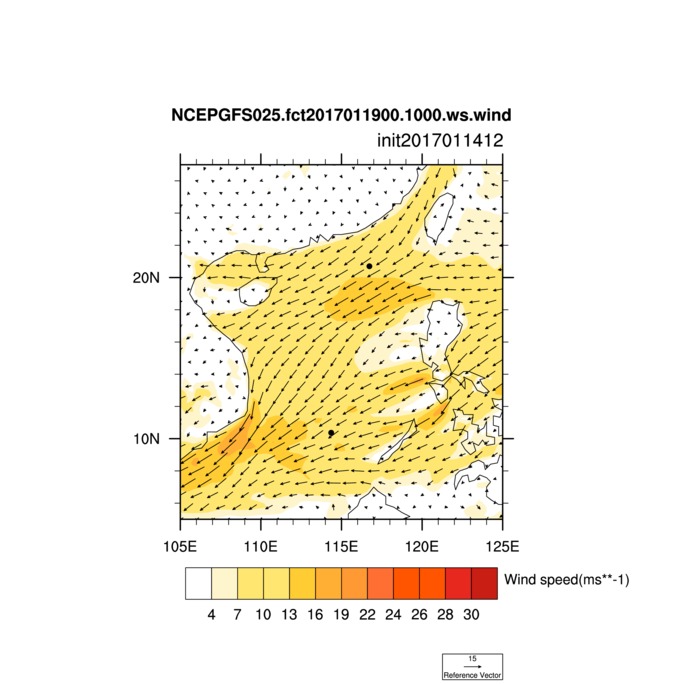 NCEPGFS025.fct2017011900.1000.ws.wind
init2017011412
20N
10N
105E 110E 115E 120E 125E
Wind speed(ms**-1)
4 7 10 13 16 19 22 24 26 28 30
15
Reference Vector